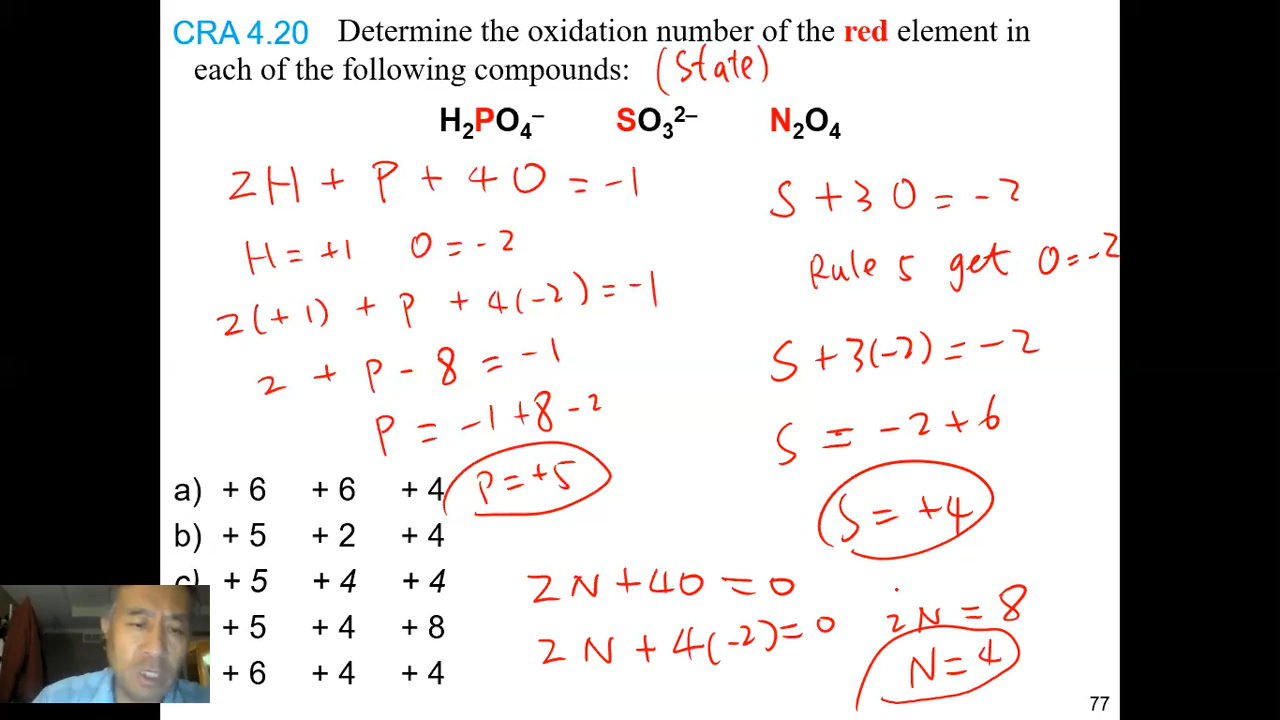 CRA 4.20 Determine the oxidation number of the red element in
each of the following compounds: (state)
H₂PO₄⁻ SO₃²⁻ N₂O₄
2H + P + 4O = -1
H = +1 O = -2
2(+1) + P + 4(-2) = -1
2 + P - 8 = -1
P = -1 + 8 - 2
P = +5
S + 3O = -2
Rule 5 get O = -2
S + 3(-2) = -2
S = -2 + 6
S = +4
a) + 6 + 6 + 4
b) + 5 + 2 + 4
c) + 5 + 4 + 4
+ 5 + 4 + 8
+ 6 + 4 + 4
2N + 4O = 0
2N + 4(-2) = 0
2N = 8
N = 4
77